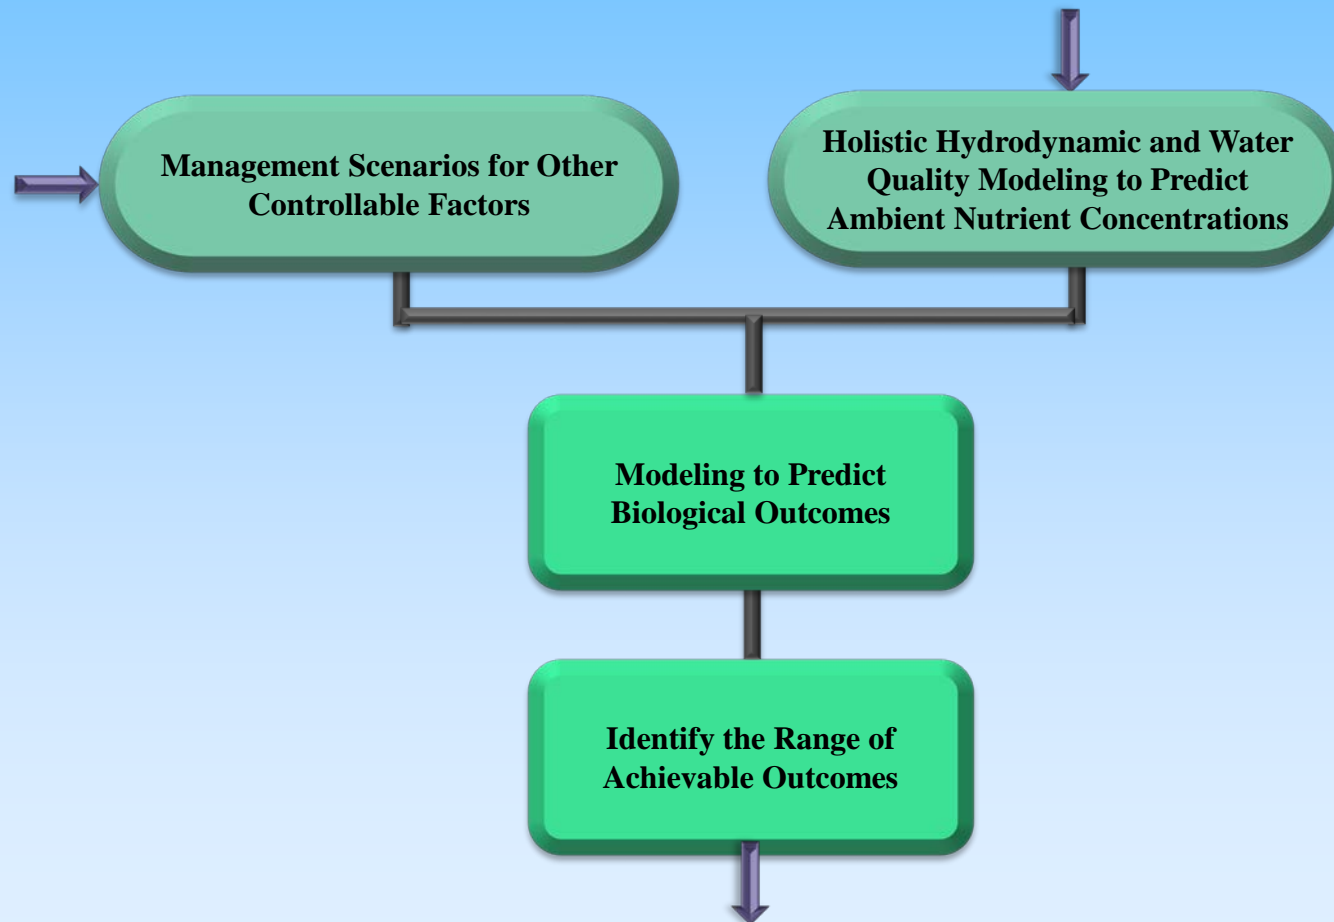 Management Scenarios for Other
Controllable Factors
Holistic Hydrodynamic and Water
Quality Modeling to Predict
Ambient Nutrient Concentrations
Modeling to Predict
Biological Outcomes
Identify the Range of
Achievable Outcomes